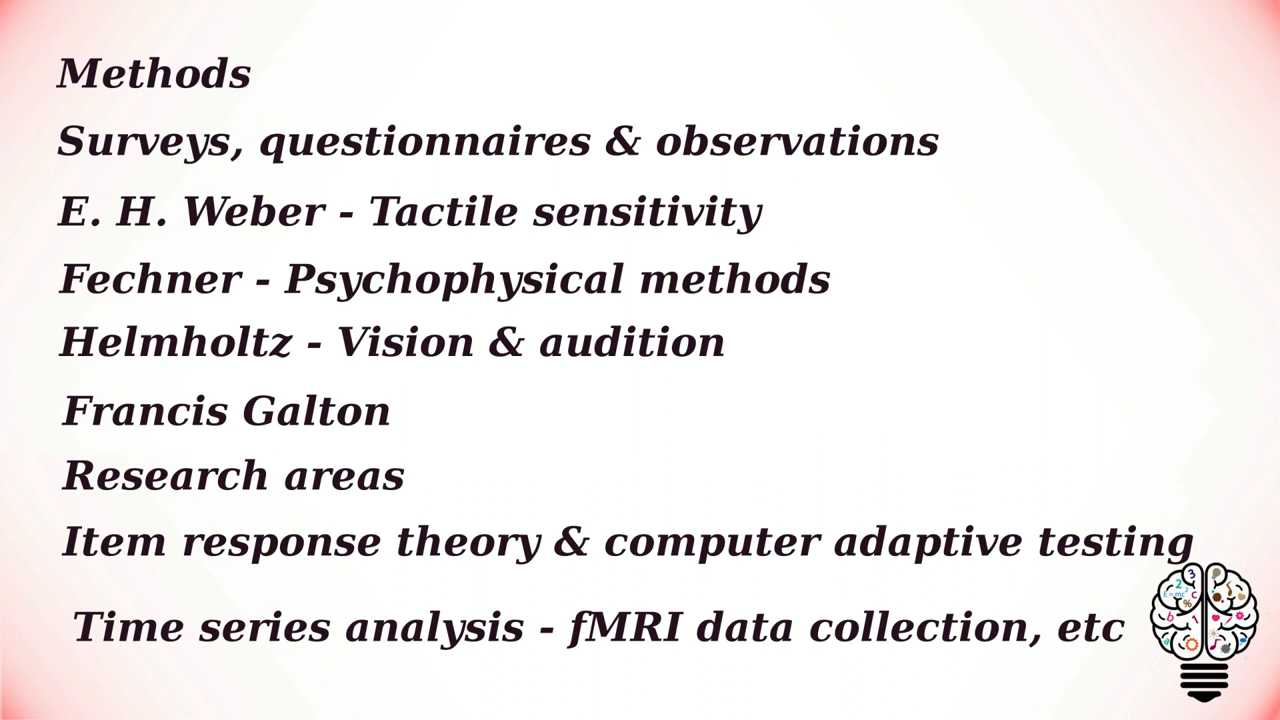 Methods
Surveys, questionnaires & observations
E. H. Weber - Tactile sensitivity
Fechner - Psychophysical methods
Helmholtz - Vision & audition
Francis Galton
Research areas
Item response theory & computer adaptive testing
Time series analysis - fMRI data collection, etc